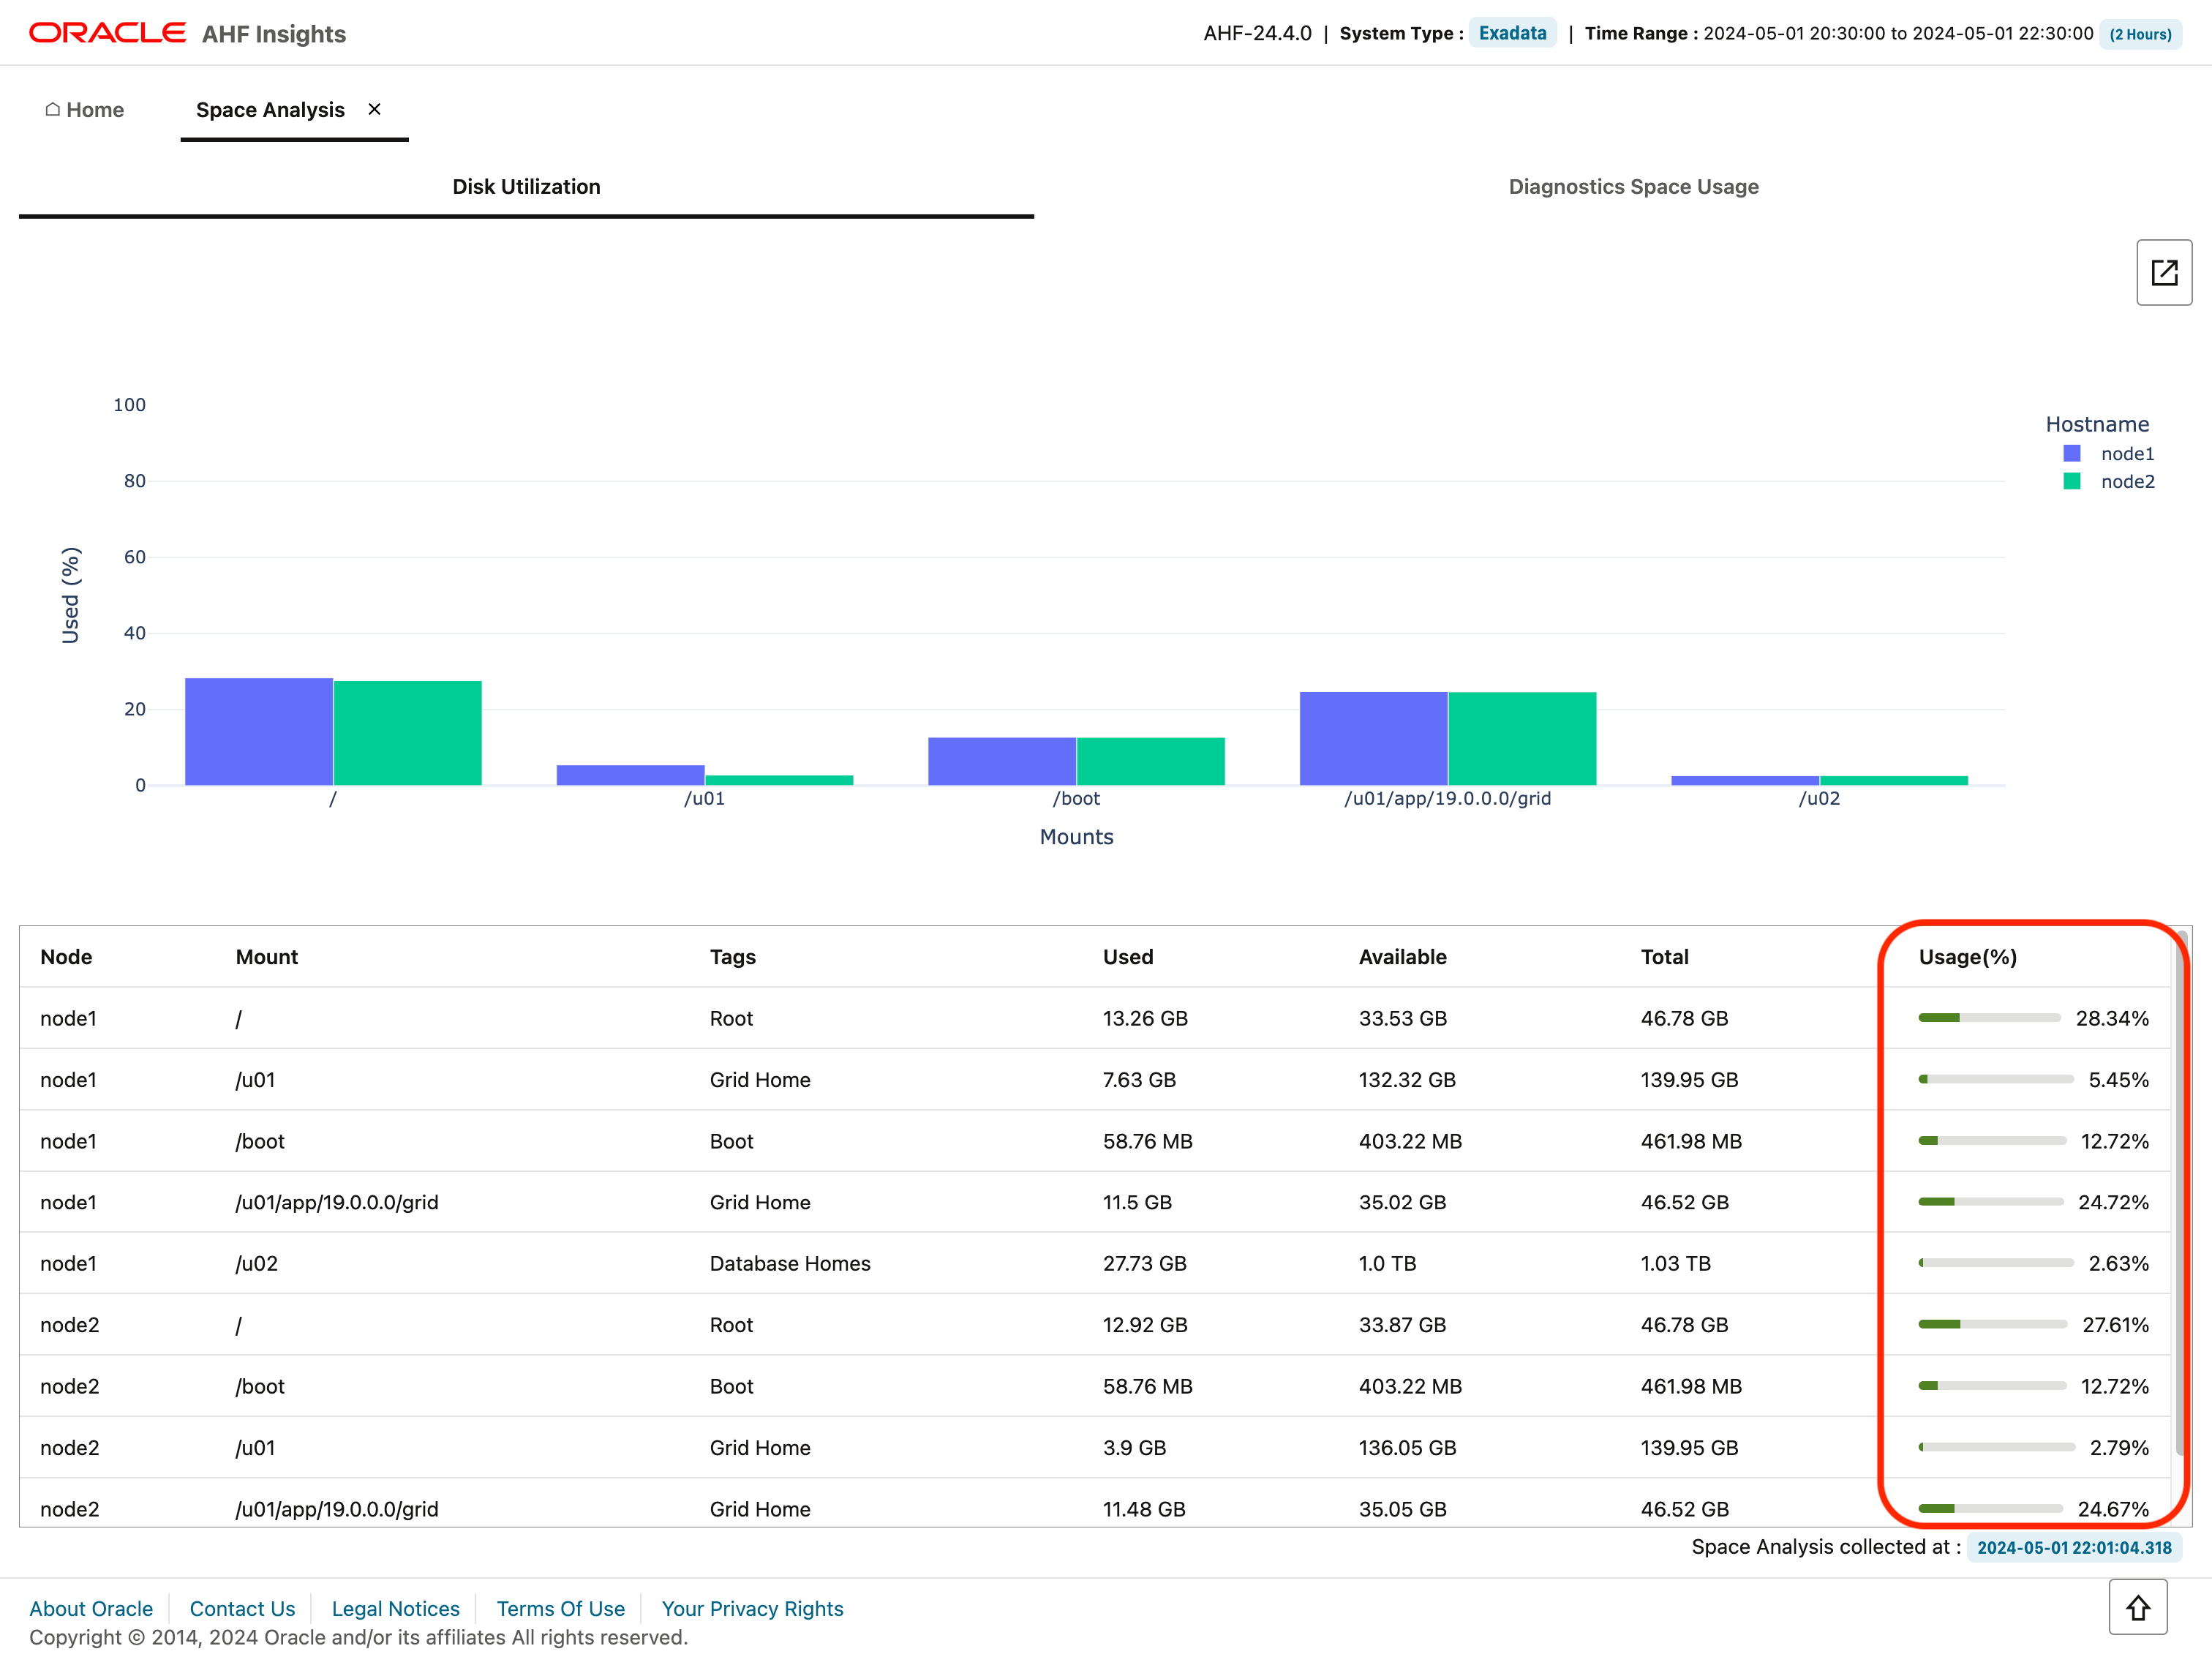 ORACLE AHF Insights
AHF-24.4.0 | System Type : Exadata | Time Range : 2024-05-01 20:30:00 to 2024-05-01 22:30:00 (2 Hours)
Home Space Analysis ×
Disk Utilization Diagnostics Space Usage
100
80
60
40
20
0
Used (%)
/ /u01 /boot /u01/app/19.0.0.0/grid /u02
Mounts
Hostname
node1
node2
Node Mount Tags Used Available Total Usage(%)
node1 / Root 13.26 GB 33.53 GB 46.78 GB 28.34%
node1 /u01 Grid Home 7.63 GB 132.32 GB 139.95 GB 5.45%
node1 /boot Boot 58.76 MB 403.22 MB 461.98 MB 12.72%
node1 /u01/app/19.0.0.0/grid Grid Home 11.5 GB 35.02 GB 46.52 GB 24.72%
node1 /u02 Database Homes 27.73 GB 1.0 TB 1.03 TB 2.63%
node2 / Root 12.92 GB 33.87 GB 46.78 GB 27.61%
node2 /boot Boot 58.76 MB 403.22 MB 461.98 MB 12.72%
node2 /u01 Grid Home 3.9 GB 136.05 GB 139.95 GB 2.79%
node2 /u01/app/19.0.0.0/grid Grid Home 11.48 GB 35.05 GB 46.52 GB 24.67%
Space Analysis collected at : 2024-05-01 22:01:04.318
About Oracle Contact Us Legal Notices Terms Of Use Your Privacy Rights
Copyright © 2014, 2024 Oracle and/or its affiliates All rights reserved.